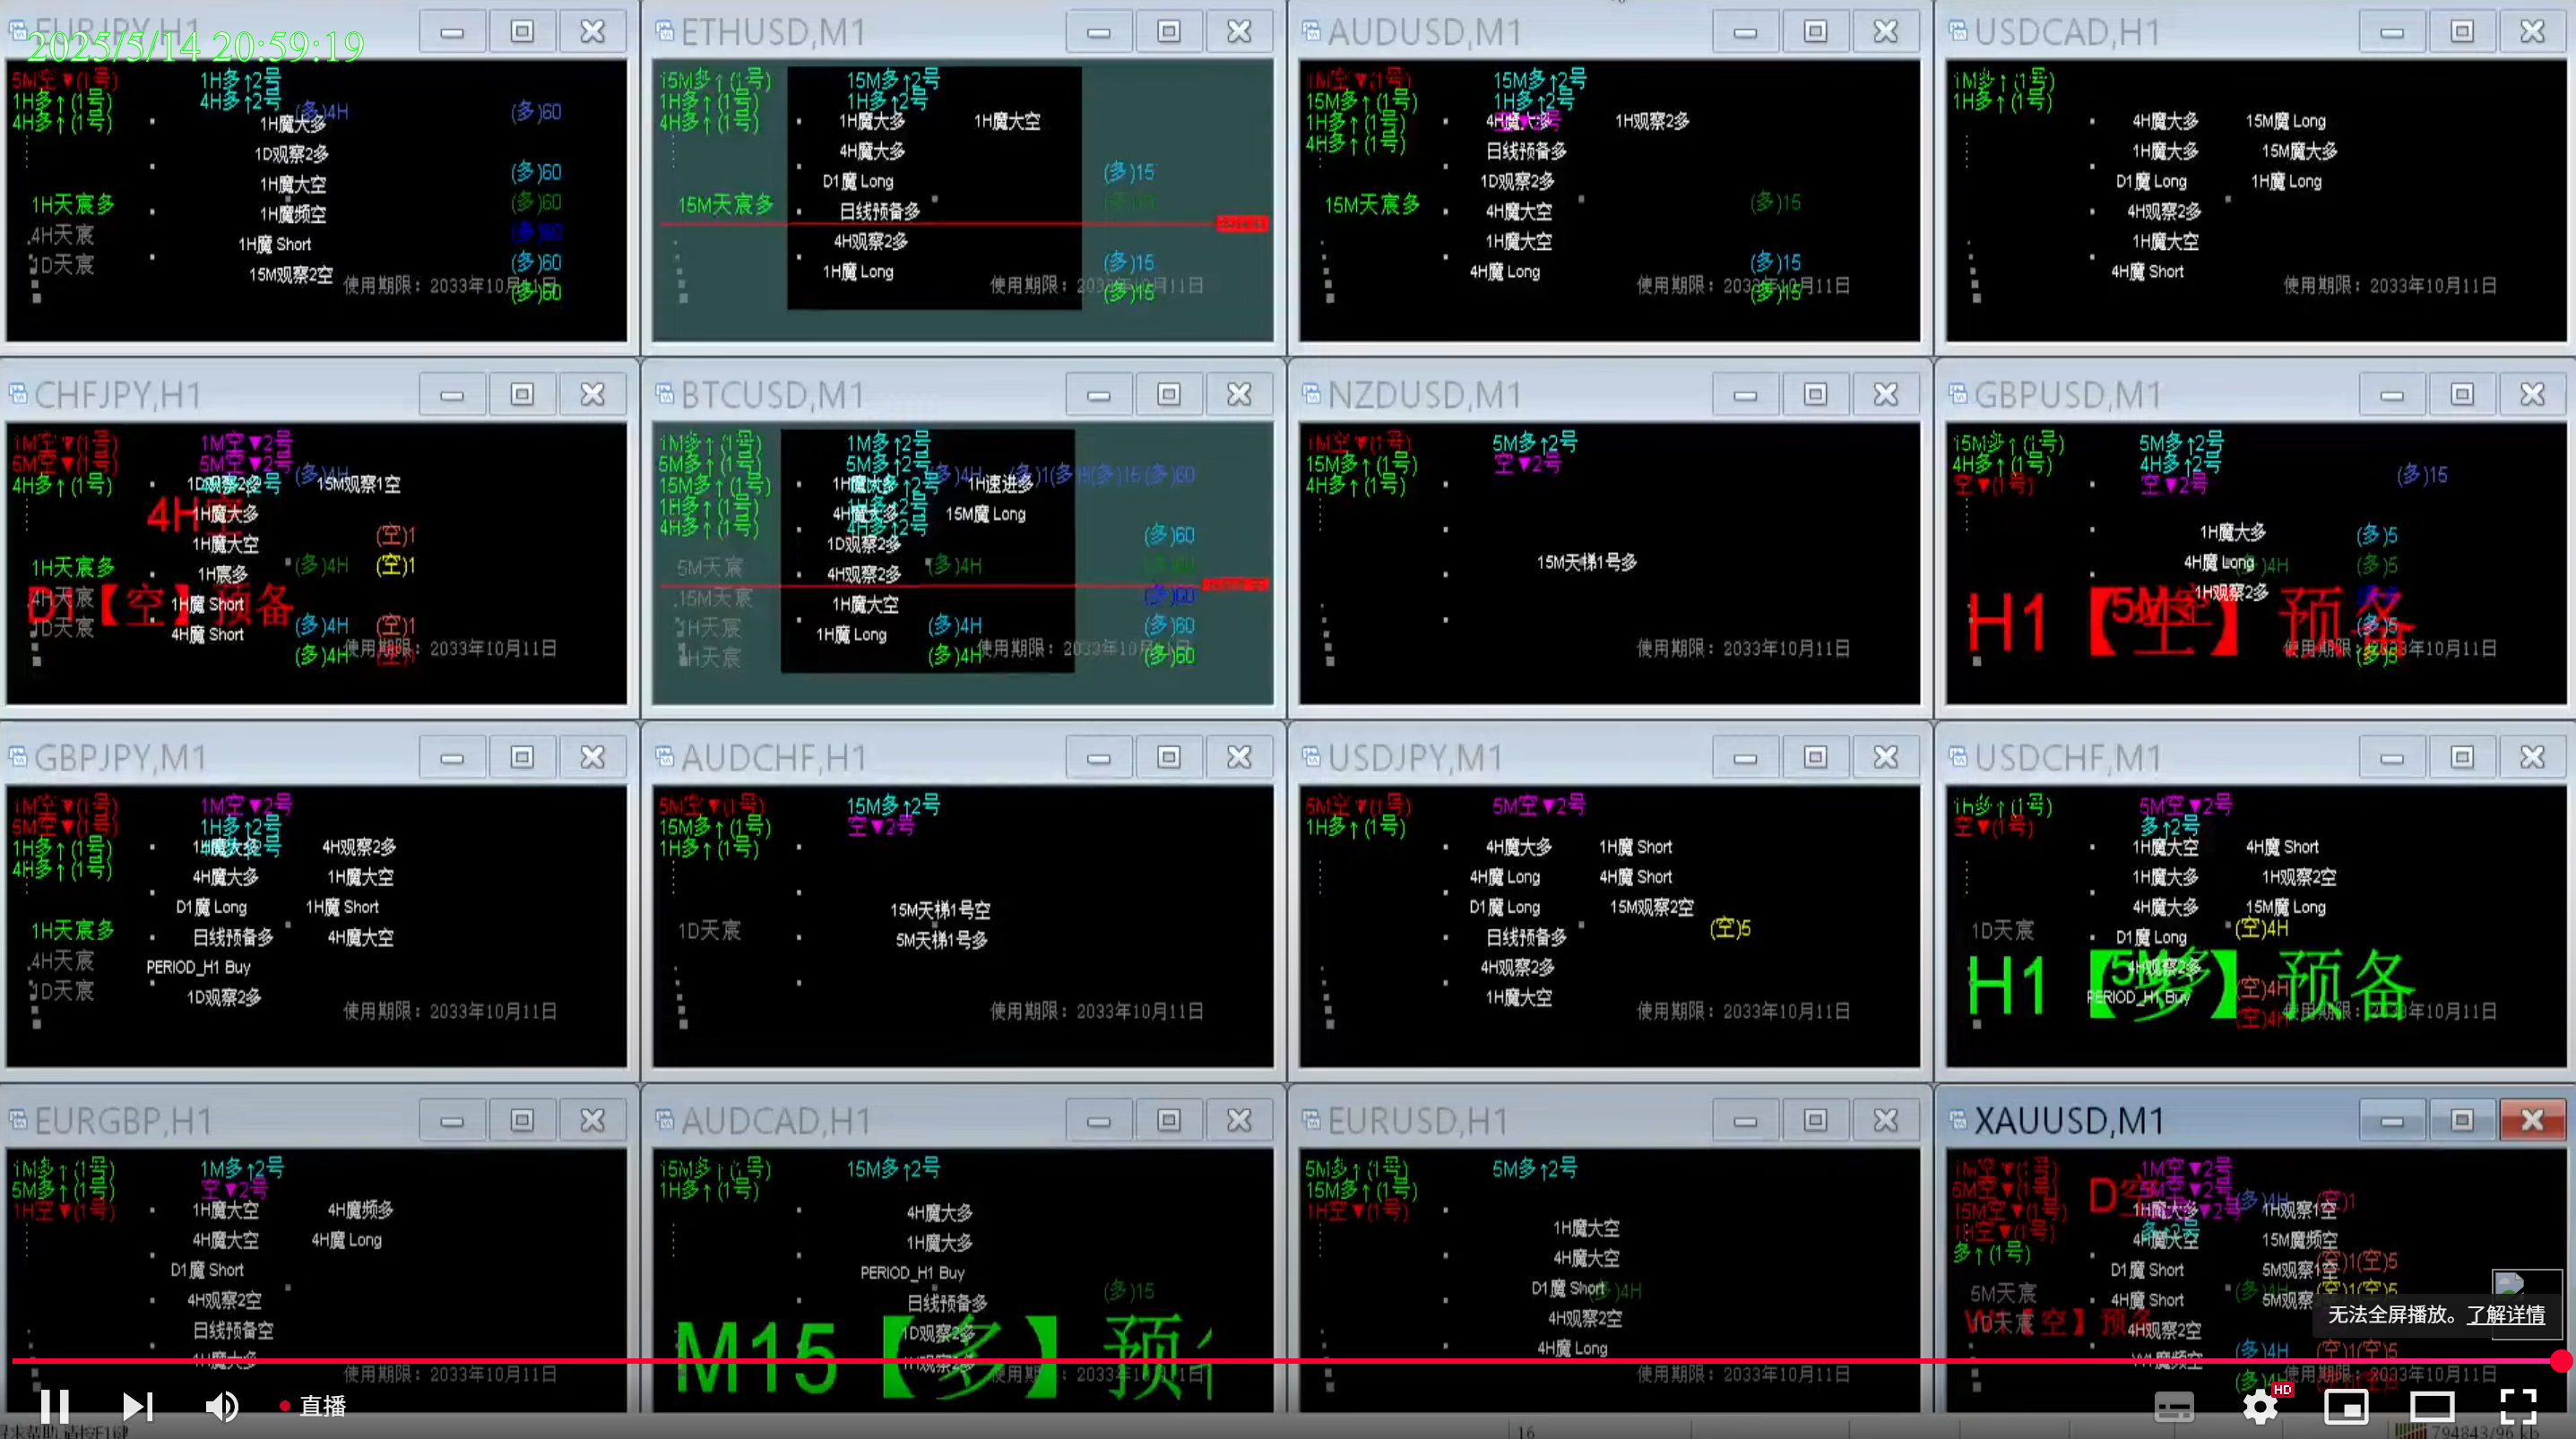 EURJPY,H1
2025/5/14 20:59:19
5M空▼(1号)
1H多↑2号
1H多↑(1号)
4H多↑2号
4H多↑(1号)
(多)4H
(多)60
1H魔大多
1D观察2多
1H魔大空
(多)60
1H天宸多
1H魔频空
(多)60
4H天宸
1H魔 Short
(多)60
1D天宸
15M观察2空
(多)60
使用期限：2033年10月11日
(多)60
ETHUSD,M1
15M多↑(1号)
15M多↑2号
1H多↑(1号)
1H多↑2号
4H多↑(1号)
1H魔大多
1H魔大空
4H魔大多
D1魔 Long
(多)15
15M天宸多
日线预备多
4H观察2多
1H魔 Long
(多)15
使用期限：2033年10月11日
(多)15
AUDUSD,M1
1M空▼(1号)
15M多↑2号
15M多↑(1号)
1H多↑2号
1H多↑(1号)
4H魔大多
1H观察2多
4H多↑(1号)
日线预备多
1D观察2多
15M天宸多
4H魔大空
(多)15
1H魔大空
4H魔 Long
(多)15
使用期限：2033年10月11日
(多)15
USDCAD,H1
1M多↑(1号)
1H多↑(1号)
4H魔大多
15M魔 Long
1H魔大多
15M魔大多
D1魔 Long
1H魔 Long
4H观察2多
1H魔大空
4H魔 Short
使用期限：2033年10月11日
CHFJPY,H1
1M空▼(1号)
1M空▼2号
5M空▼(1号)
5M空▼2号
4H多↑(1号)
(多)4H
1D观察2多
15M观察1空
4H空
1H魔大多
1H魔大空
(空)1
1H天宸多
1H宸多
(多)4H
(空)1
4H天宸
D【空】预备
1H魔 Short
1D天宸
4H魔 Short
(多)4H
(空)1
(多)4H
使用期限：2033年10月11日
BTCUSD,M1
1M多↑(1号)
1M多↑2号
5M多↑(1号)
5M多↑2号
15M多↑(1号)
1H魔大多
1H速进多
1H多↑(1号)
4H魔大多
15M魔 Long
4H多↑(1号)
4H多↑2号
1D观察2多
(多)60
5M天宸
4H观察2多
(多)4H
15M天宸
1H魔大空
(多)60
1H天宸
1H魔 Long
(多)4H
(多)60
4H天宸
(多)4H
使用期限：2033年10月11日
(多)60
NZDUSD,M1
1M空▼(1号)
5M多↑2号
15M多↑(1号)
空▼2号
4H多↑(1号)
15M天梯1号多
使用期限：2033年10月11日
GBPUSD,M1
15M多↑(1号)
5M多↑2号
4H多↑(1号)
4H多↑2号
空▼(1号)
空▼2号
(多)15
1H魔大多
(多)5
4H魔 Long
(多)4H
(多)5
1H观察2多
H1【空】预备
5M空
(多)5
使用期限：2033年10月11日
(多)5
GBPJPY,M1
1M空▼(1号)
1M空▼2号
5M空▼(1号)
1H多↑2号
1H多↑(1号)
1H魔大多
4H观察2多
4H多↑(1号)
4H魔大多
1H魔大空
D1魔 Long
1H魔 Short
1H天宸多
日线预备多
4H魔大空
4H天宸
PERIOD_H1 Buy
1D天宸
1D观察2多
使用期限：2033年10月11日
AUDCHF,H1
5M空▼(1号)
15M多↑2号
15M多↑(1号)
空▼2号
1H多↑(1号)
15M天梯1号空
1D天宸
5M天梯1号多
使用期限：2033年10月11日
USDJPY,M1
5M空▼(1号)
5M空▼2号
1H多↑(1号)
4H魔大多
1H魔 Short
4H魔 Long
4H魔 Short
D1魔 Long
15M观察2空
日线预备多
(空)5
4H观察2多
1H魔大空
使用期限：2033年10月11日
USDCHF,M1
1h多↑(1号)
5M空▼2号
空▼(1号)
多↑2号
1H魔大空
4H魔 Short
1H魔大多
1H观察2空
4H魔大多
15M魔 Long
1D天宸
D1魔 Long
(空)4H
4H观察2多
H1【多】预备
5M多
PERIOD_H1 Buy
(空)4H
(空)4H
使用期限：2033年10月11日
EURGBP,H1
1M多↑(1号)
1M多↑2号
5M多↑(1号)
空▼2号
1H空▼(1号)
1H魔大空
4H魔频多
4H魔大空
4H魔 Long
D1魔 Short
4H观察2空
日线预备空
1H魔大多
使用期限：2033年10月11日
AUDCAD,H1
15M多↑(1号)
15M多↑2号
1H多↑(1号)
4H魔大多
1H魔大多
PERIOD_H1 Buy
(多)15
日线预备多
1D观察2多
M15【多】预
1H观察2多
使用期限：2033年10月11日
EURUSD,H1
5M多↑(1号)
5M多↑2号
15M多↑(1号)
1H空▼(1号)
1H魔大空
4H魔大空
D1魔 Short
(多)4H
4H观察2空
4H魔 Long
使用期限：2033年10月11日
XAUUSD,M1
1M空▼(1号)
1M空▼2号
5M空▼(1号)
5M空▼2号
D空
15M空▼(1号)
1H魔大多
(多)4H
1H观察1空
(空)1
1H空▼(1号)
多↑2号
4H魔大空
15M魔频空
多↑(1号)
D1魔 Short
5M观察1空
(空)1(空)5
5M天宸
4H魔 Short
(空)1(空)5
1D天宸
W【空】预备
4H观察2空
无法全屏播放。了解详情
W1魔频空
(多)4H
(空)1(空)5
使用期限：2033年10月11日
直播
HD
16
794843/96 kb